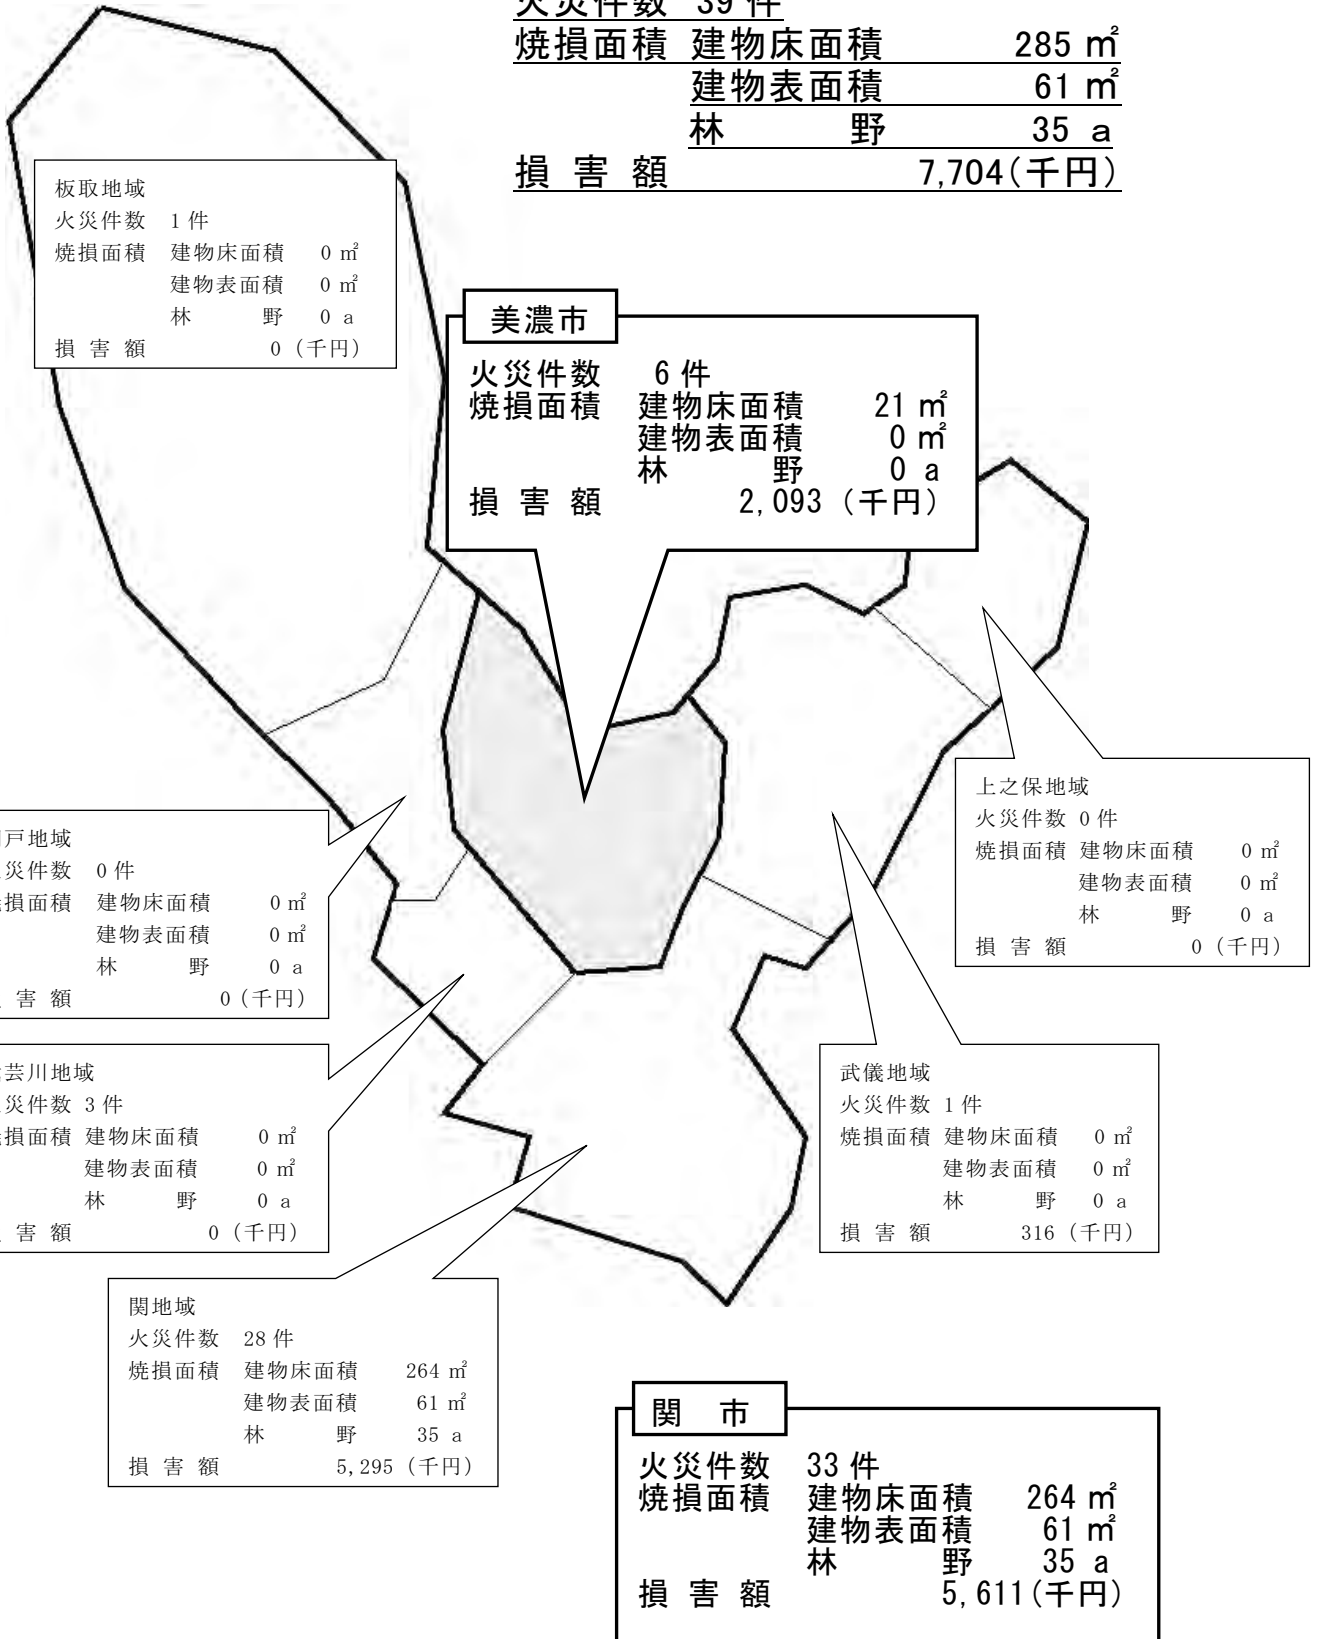 火災件数 39 件
焼損面積 建物床面積 285 ㎡
建物表面積 61 ㎡
林 野 35 a
損 害 額 7,704(千円)
板取地域
火災件数 1 件
焼損面積 建物床面積 0 ㎡
建物表面積 0 ㎡
林 野 0 a
損 害 額 0 (千円)
美濃市
火災件数 6 件
焼損面積 建物床面積 21 ㎡
建物表面積 0 ㎡
林 野 0 a
損 害 額 2,093 (千円)
上之保地域
火災件数 0 件
焼損面積 建物床面積 0 ㎡
建物表面積 0 ㎡
林 野 0 a
損 害 額 0 (千円)
戸地域
災件数 0 件
損面積 建物床面積 0 ㎡
建物表面積 0 ㎡
林 野 0 a
害 額 0 (千円)
芸川地域
災件数 3 件
損面積 建物床面積 0 ㎡
建物表面積 0 ㎡
林 野 0 a
害 額 0 (千円)
武儀地域
火災件数 1 件
焼損面積 建物床面積 0 ㎡
建物表面積 0 ㎡
林 野 0 a
損 害 額 316 (千円)
関地域
火災件数 28 件
焼損面積 建物床面積 264 ㎡
建物表面積 61 ㎡
林 野 35 a
損 害 額 5,295 (千円)
関 市
火災件数 33 件
焼損面積 建物床面積 264 ㎡
建物表面積 61 ㎡
林 野 35 a
損 害 額 5,611(千円)